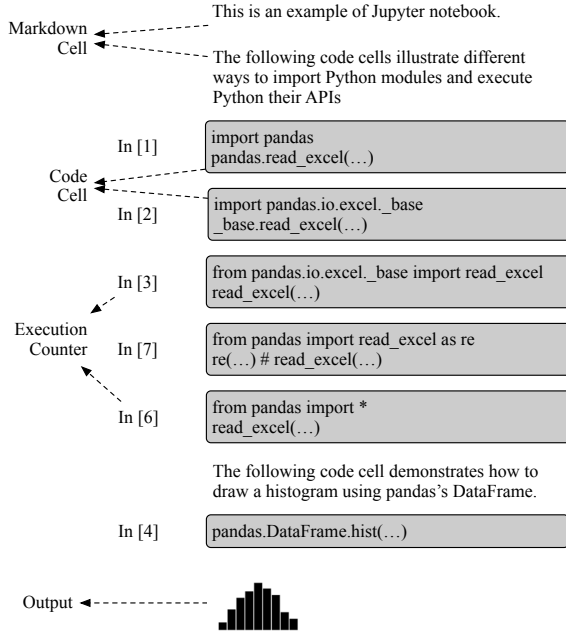 This is an example of Jupyter notebook.
Markdown
Cell
The following code cells illustrate different
ways to import Python modules and execute
Python their APIs
In [1]
import pandas
pandas.read_excel(…)
Code
Cell
In [2]
import pandas.io.excel._base
_base.read_excel(…)
In [3]
from pandas.io.excel._base import read_excel
read_excel(…)
Execution
Counter
In [7]
from pandas import read_excel as re
re(…) # read_excel(…)
In [6]
from pandas import *
read_excel(…)
The following code cell demonstrates how to
draw a histogram using pandas’s DataFrame.
In [4]
pandas.DataFrame.hist(…)
Output